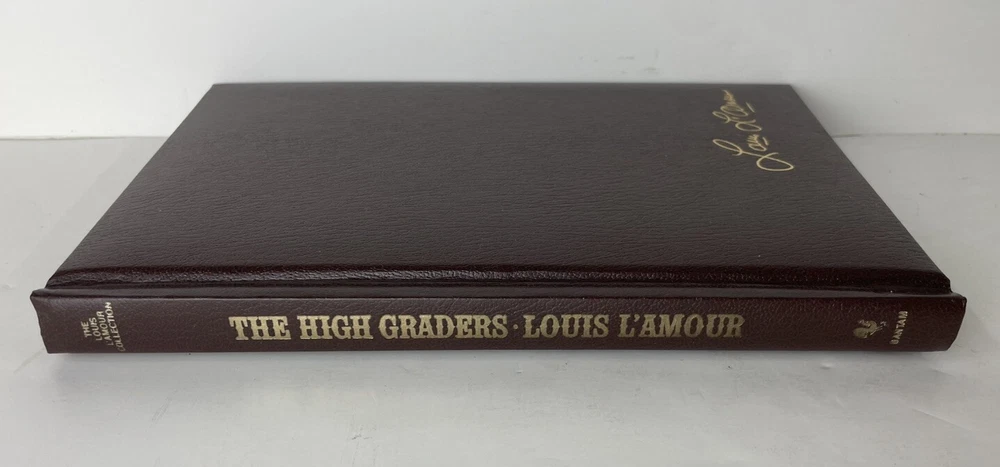 Louis L'Amour
THE
LOUIS
L'AMOUR
COLLECTION
THE HIGH GRADERS · LOUIS L'AMOUR
BANTAM